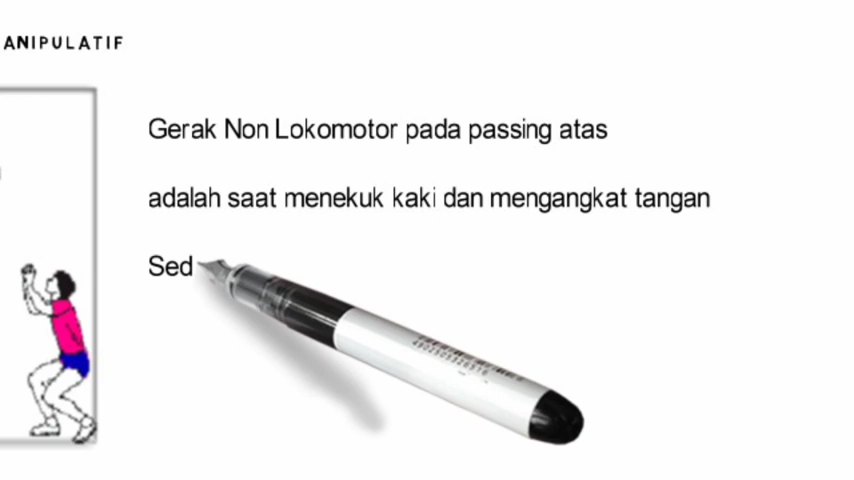 ANIPULATIF
Gerak Non Lokomotor pada passing atas
adalah saat menekuk kaki dan mengangkat tangan
Sed